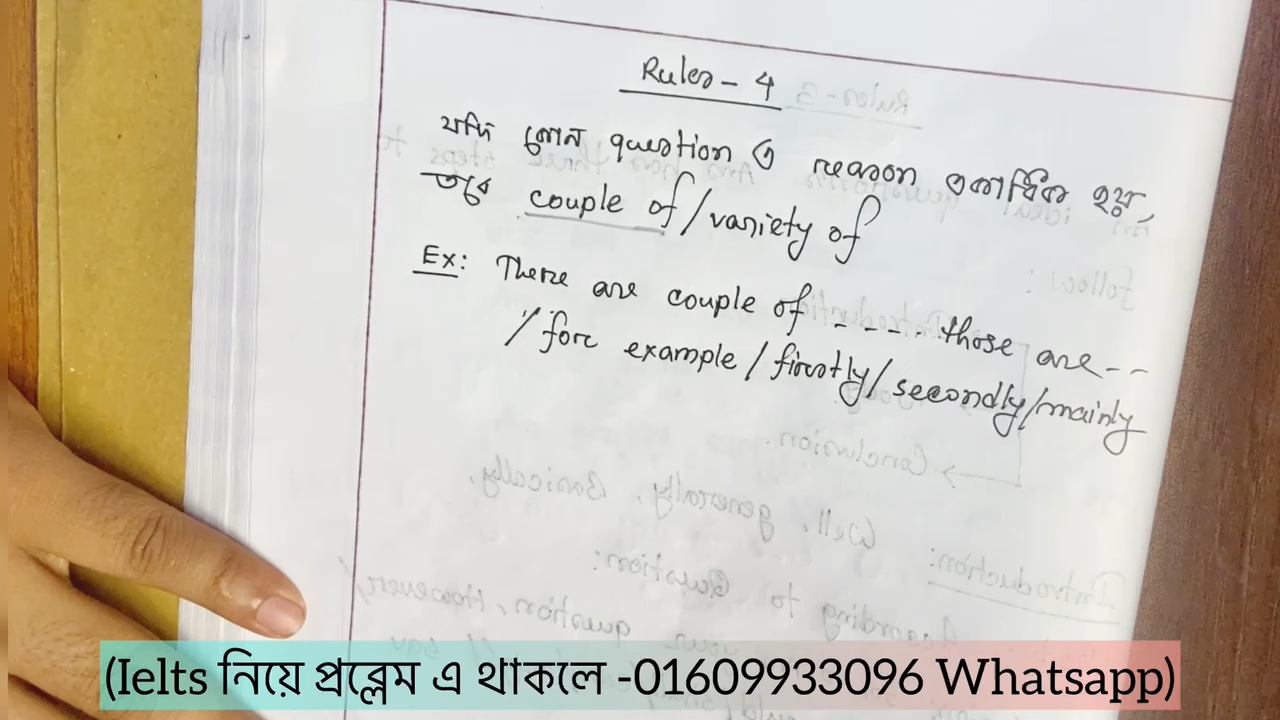 Rules - 4
যদি কোন question এ reason একাধিক হয়,
তবে couple of/variety of
Ex: There are couple of ---- those are--
/for example/firstly/secondly/mainly
(Ielts নিয়ে প্রব্লেম এ থাকলে -01609933096 Whatsapp)